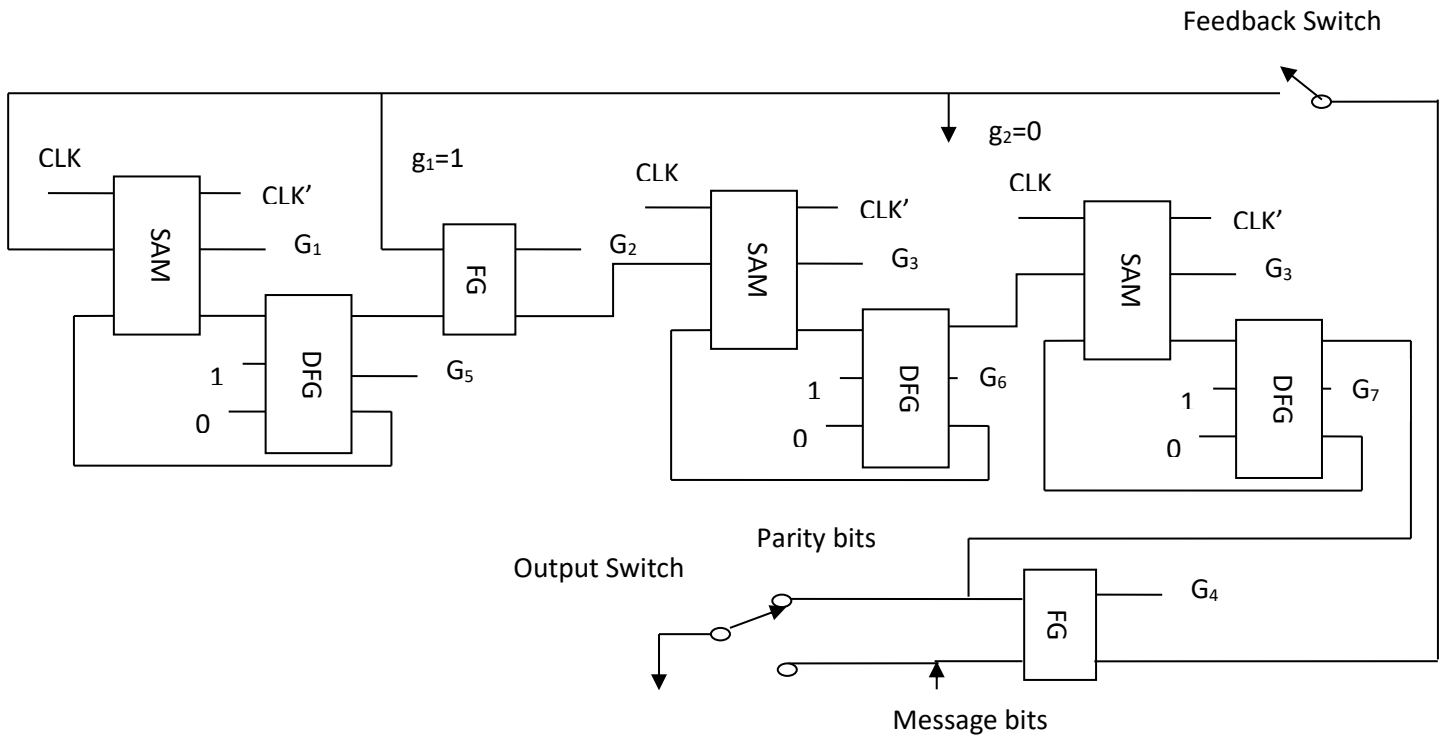 Feedback Switch
g₂=0
g₁=1
CLK
CLK
CLK
CLK’
CLK’
CLK’
SAM
G₁
FG
G₂
SAM
G₃
SAM
G₃
DFG
1
G₅
0
DFG
1
G₆
0
DFG
1
G₇
0
Parity bits
Output Switch
FG
G₄
Message bits